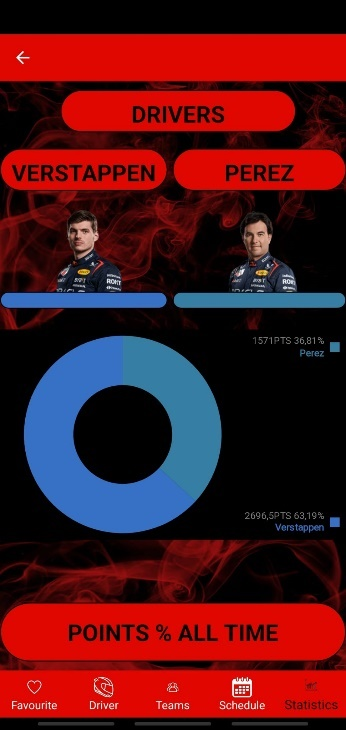 DRIVERS
VERSTAPPEN
PEREZ
1571PTS 36,81%
Perez
2696,5PTS 63,19%
Verstappen
POINTS % ALL TIME
Favourite
Driver
Teams
Schedule
Statistics